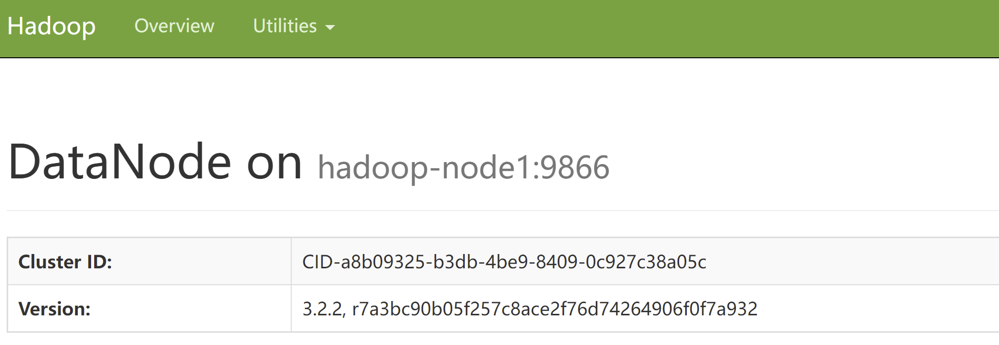 Hadoop Overview Utilities
DataNode on hadoop-node1:9866
Cluster ID: CID-a8b09325-b3db-4be9-8409-0c927c38a05c
Version: 3.2.2, r7a3bc90b05f257c8ace2f76d74264906f0f7a932